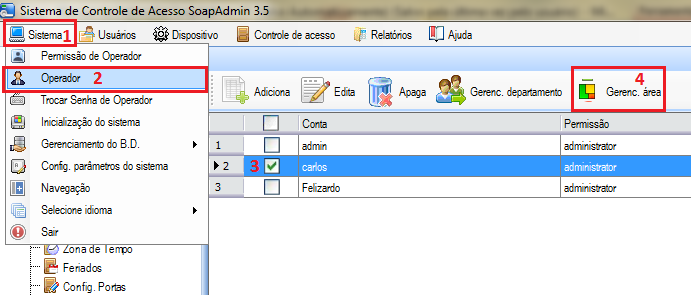 Sistema de Controle de Acesso SoapAdmin 3.5
Sistema 1 Usuários Dispositivo Controle de acesso Relatórios Ajuda
Permissão de Operador
Operador 2
Trocar Senha de Operador
Inicialização do sistema
Gerenciamento do B.D.
Config. parâmetros do sistema
Navegação
Selecione idioma
Sair
Zona de Tempo
Feriados
Config. Portas
Adiciona Edita Apaga Gerenc. departamento 4 Gerenc. área
Conta Permissão
1 admin administrator
2 3 carlos administrator
3 Felizardo administrator